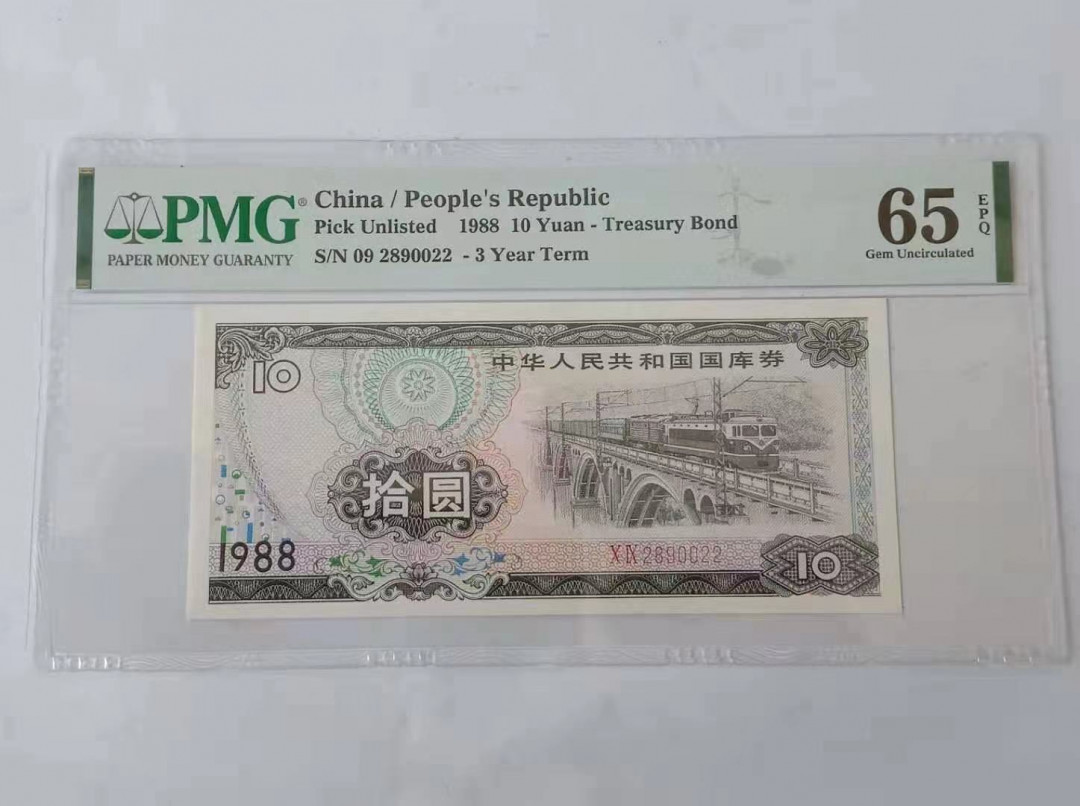 PMG®
PAPER MONEY GUARANTY
China / People's Republic
Pick Unlisted 1988 10 Yuan - Treasury Bond
S/N 09 2890022 - 3 Year Term
65
EPQ
Gem Uncirculated
10
中华人民共和国国库券
拾圆
1988
XIX2890022
10